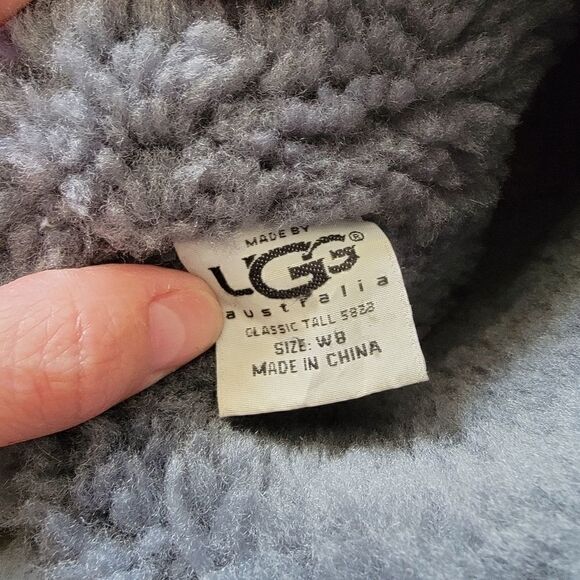 MADE BY
UGG®
australia
CLASSIC TALL 5828
SIZE: W8
MADE IN CHINA